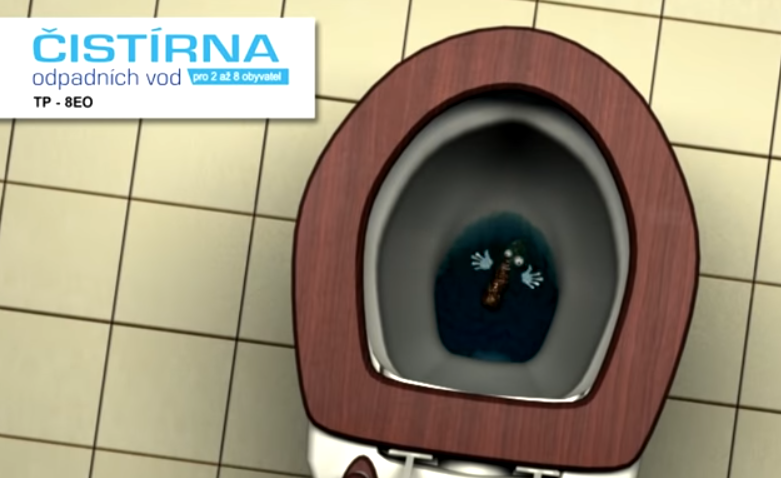 ČISTÍRNA
odpadních vod pro 2 až 8 obyvatel
TP - 8EO